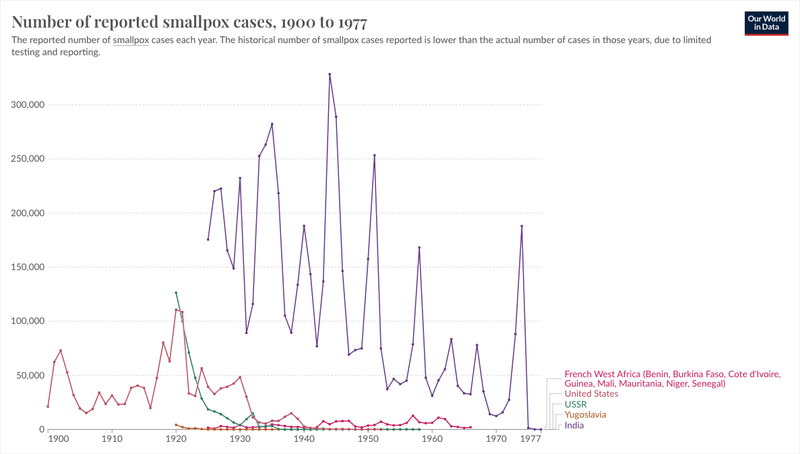 Number of reported smallpox cases, 1900 to 1977
Our World
in Data
The reported number of smallpox cases each year. The historical number of smallpox cases reported is lower than the actual number of cases in those years, due to limited
testing and reporting.
300,000
250,000
200,000
150,000
100,000
50,000
0
1900
1910
1920
1930
1940
1950
1960
1970
1977
French West Africa (Benin, Burkina Faso, Cote d'Ivoire,
Guinea, Mali, Mauritania, Niger, Senegal)
United States
USSR
Yugoslavia
India